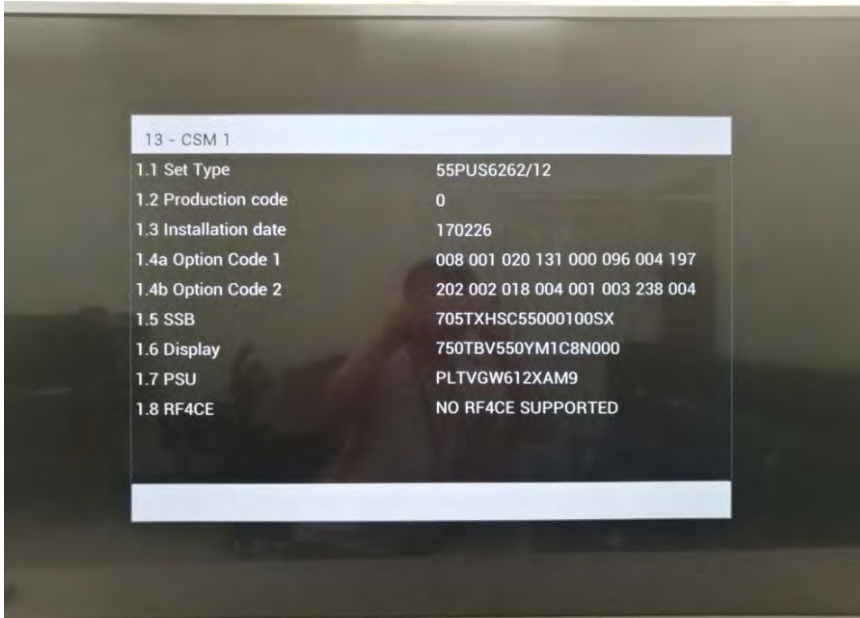 13 - CSM 1
1.1 Set Type 55PUS6262/12
1.2 Production code 0
1.3 Installation date 170226
1.4a Option Code 1 008 001 020 131 000 096 004 197
1.4b Option Code 2 202 002 018 004 001 003 238 004
1.5 SSB 705TXHSC55000100SX
1.6 Display 750TBV550YM1C8N000
1.7 PSU PLTVGW612XAM9
1.8 RF4CE NO RF4CE SUPPORTED